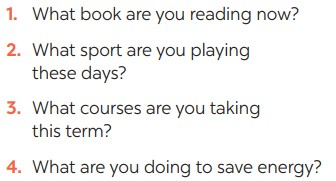 1. What book are you reading now?
2. What sport are you playing
these days?
3. What courses are you taking
this term?
4. What are you doing to save energy?